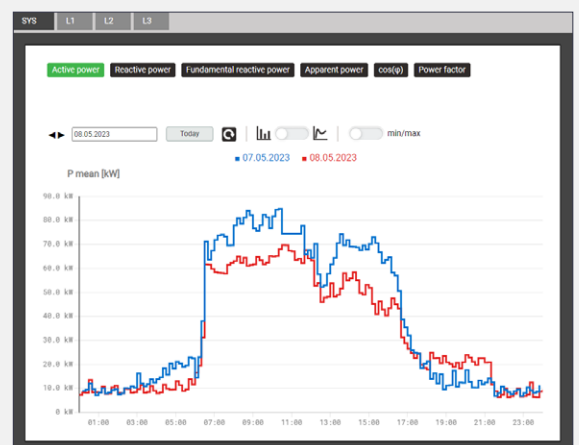 SYS L1 L2 L3
Active power Reactive power Fundamental reactive power Apparent power cos(φ) Power factor
08.05.2023 Today min/max
07.05.2023 08.05.2023
P mean [kW]
90.0 kW
80.0 kW
70.0 kW
60.0 kW
50.0 kW
40.0 kW
30.0 kW
20.0 kW
10.0 kW
0 kW
01:00 03:00 05:00 07:00 09:00 11:00 13:00 15:00 17:00 19:00 21:00 23:00